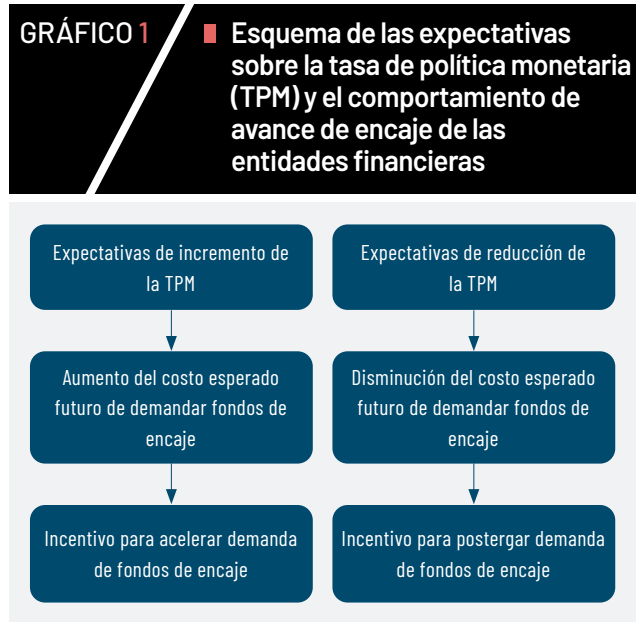 GRÁFICO 1
Esquema de las expectativas
sobre la tasa de política monetaria
(TPM) y el comportamiento de
avance de encaje de las
entidades financieras
Expectativas de incremento de
la TPM
Aumento del costo esperado
futuro de demandar fondos de
encaje
Incentivo para acelerar demanda
de fondos de encaje
Expectativas de reducción de
la TPM
Disminución del costo esperado
futuro de demandar fondos de
encaje
Incentivo para postergar demanda
de fondos de encaje